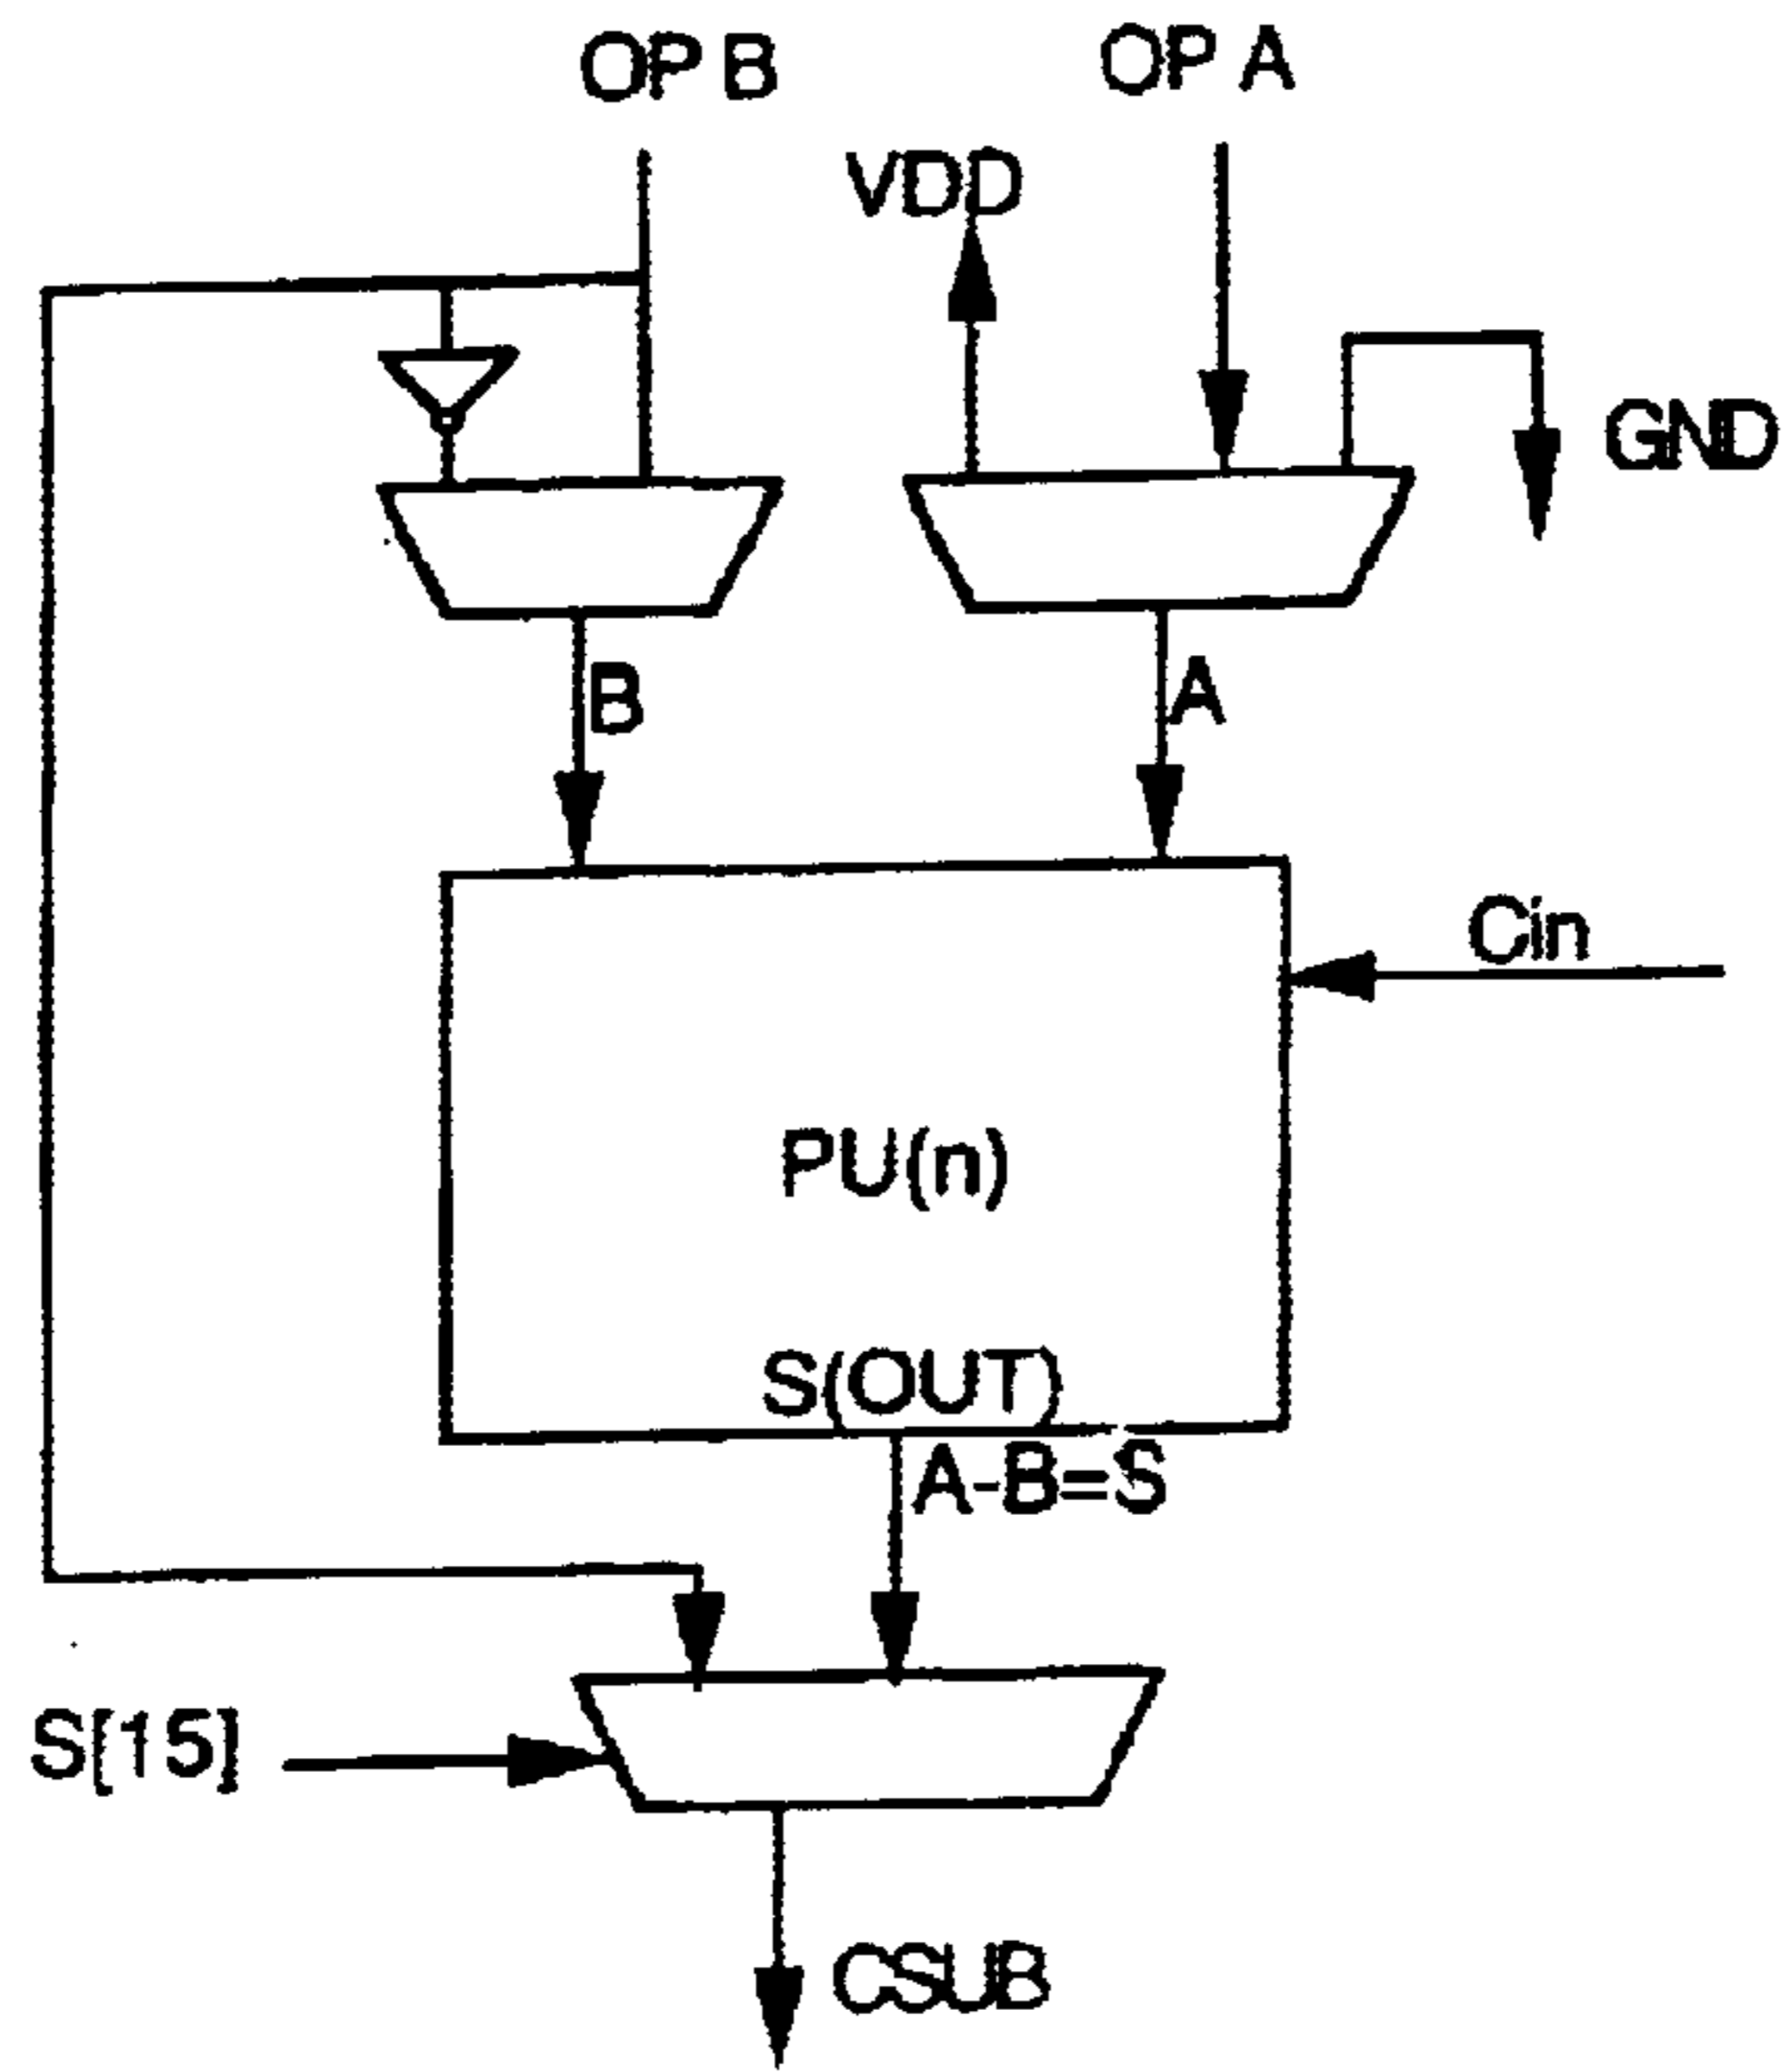 OP B
OP A
VDD
GND
B
A
Cin
PU(n)
S(OUT)
A-B=S
S[15]
CSUB